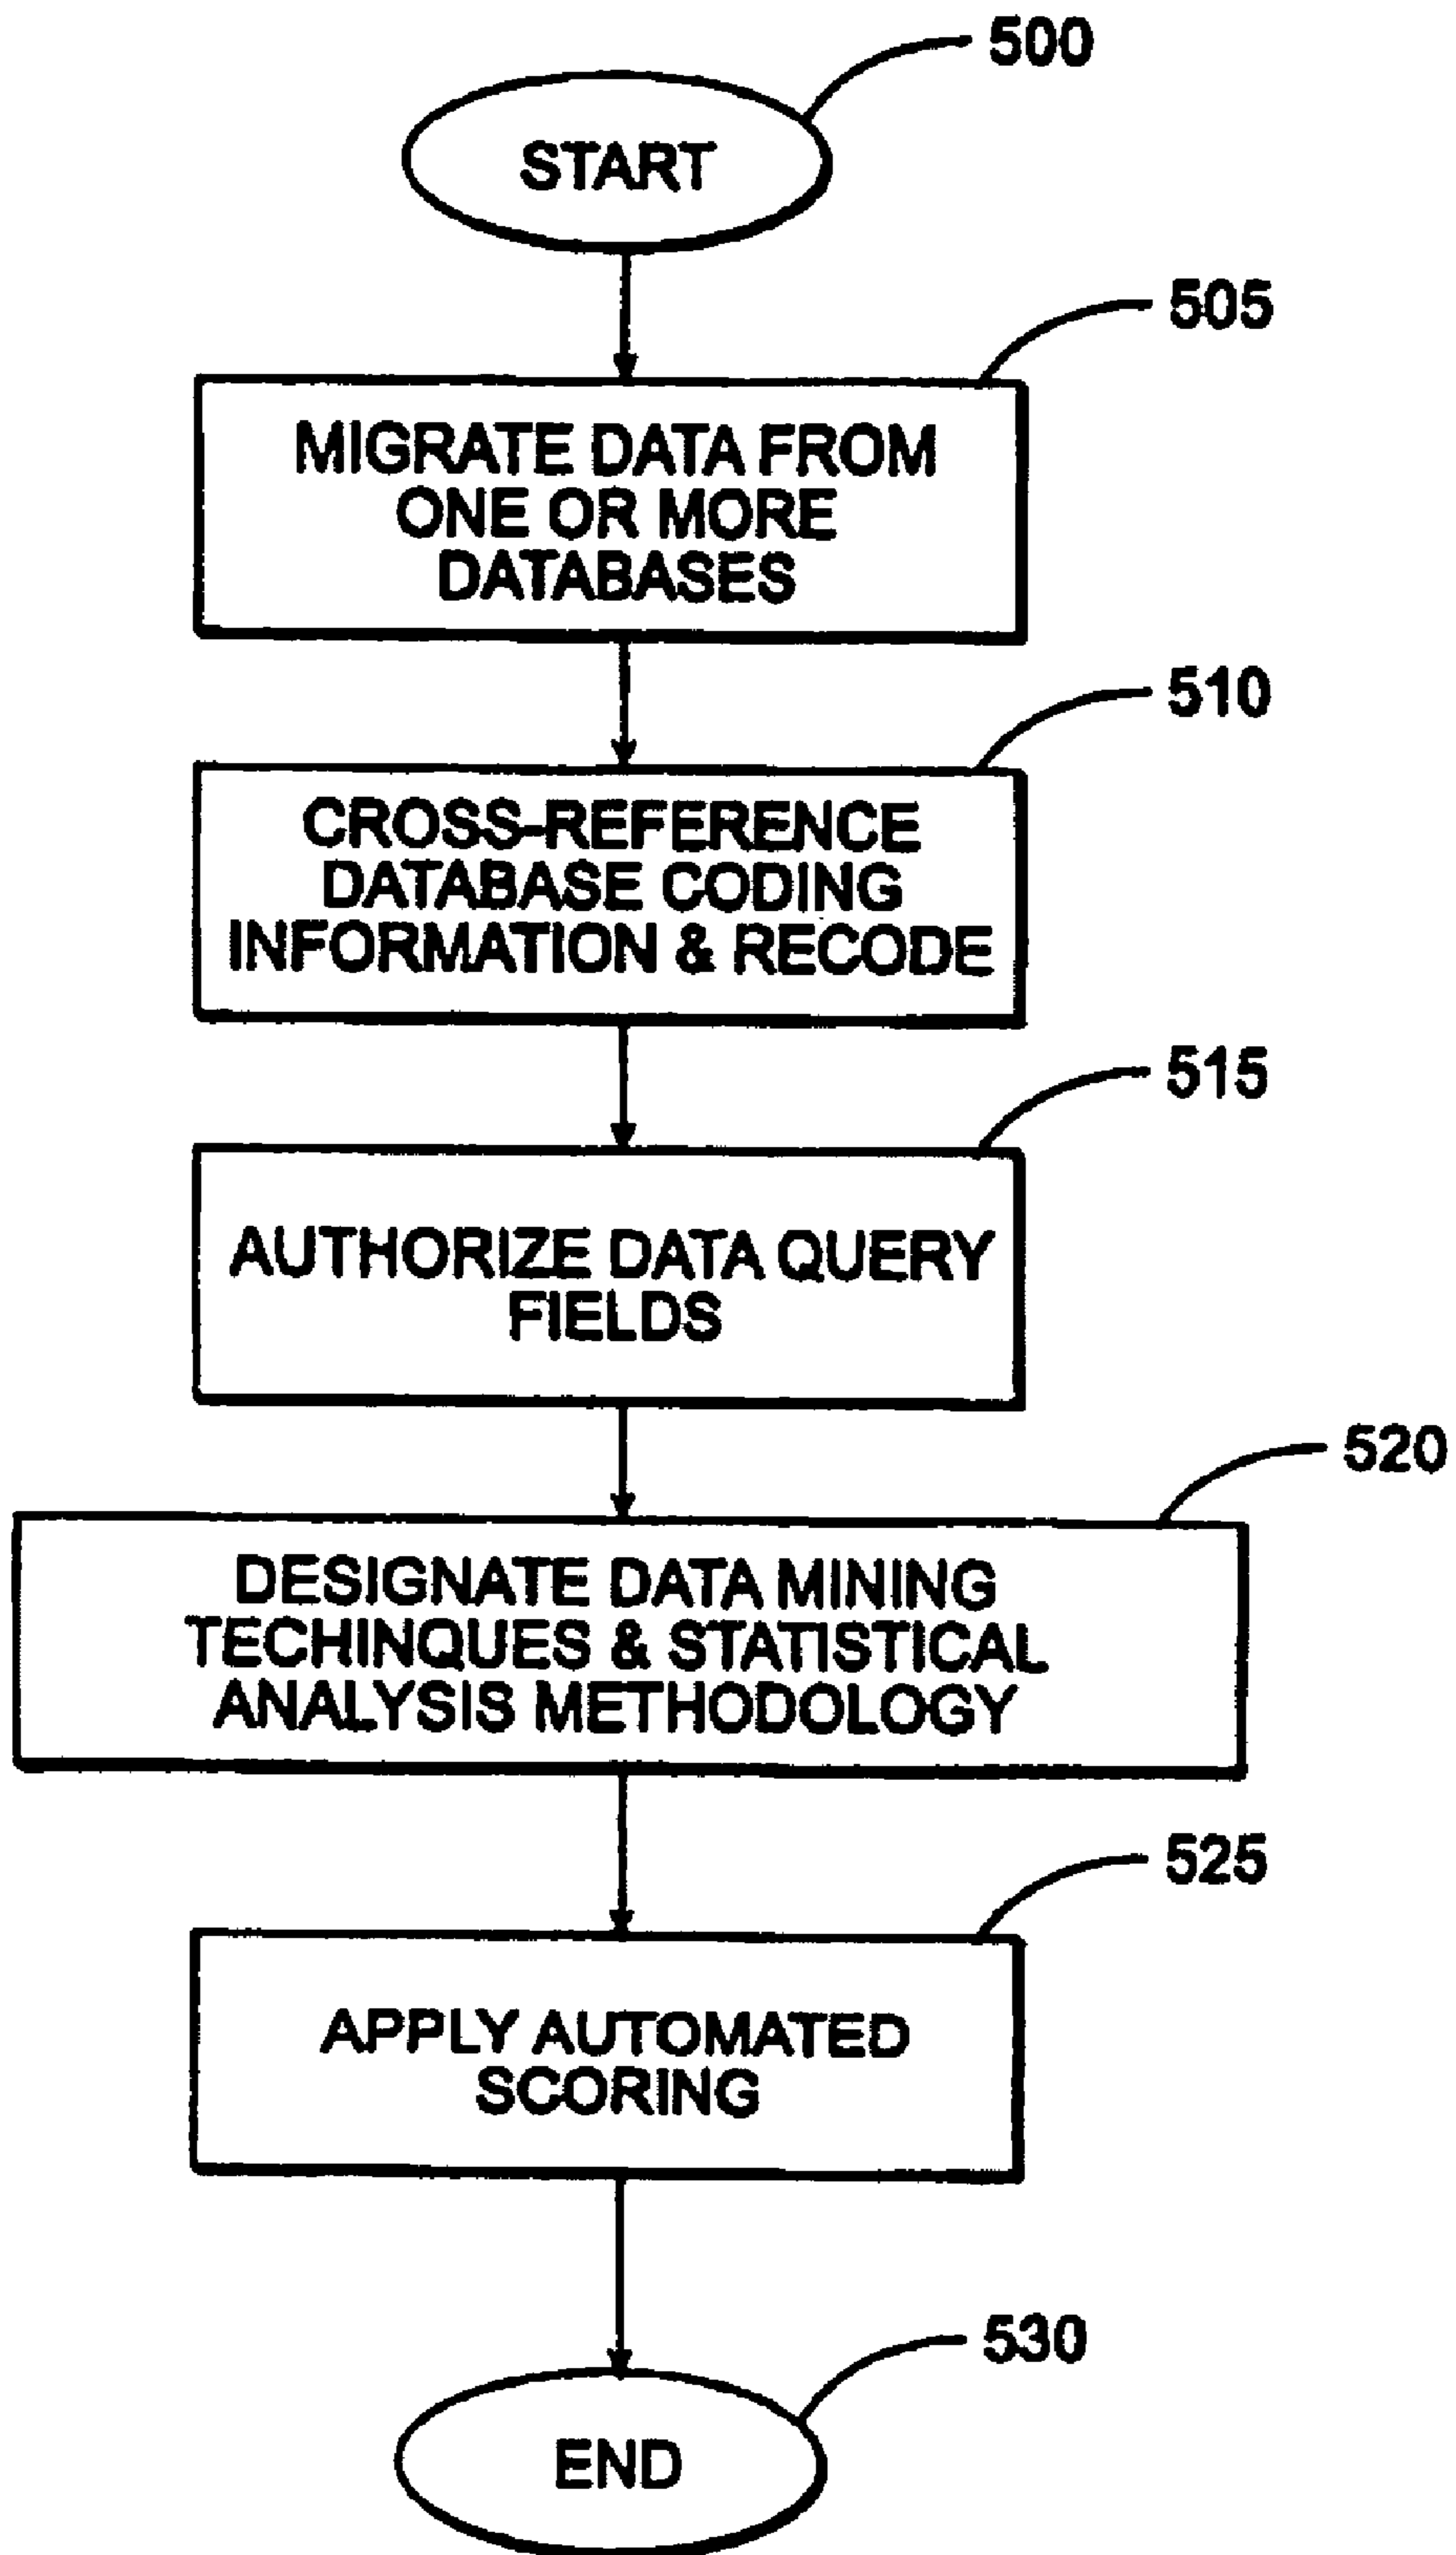 500
START
505
MIGRATE DATA FROM
ONE OR MORE
DATABASES
510
CROSS-REFERENCE
DATABASE CODING
INFORMATION & RECODE
515
AUTHORIZE DATA QUERY
FIELDS
520
DESIGNATE DATA MINING
TECHINQUES & STATISTICAL
ANALYSIS METHODOLOGY
525
APPLY AUTOMATED
SCORING
530
END